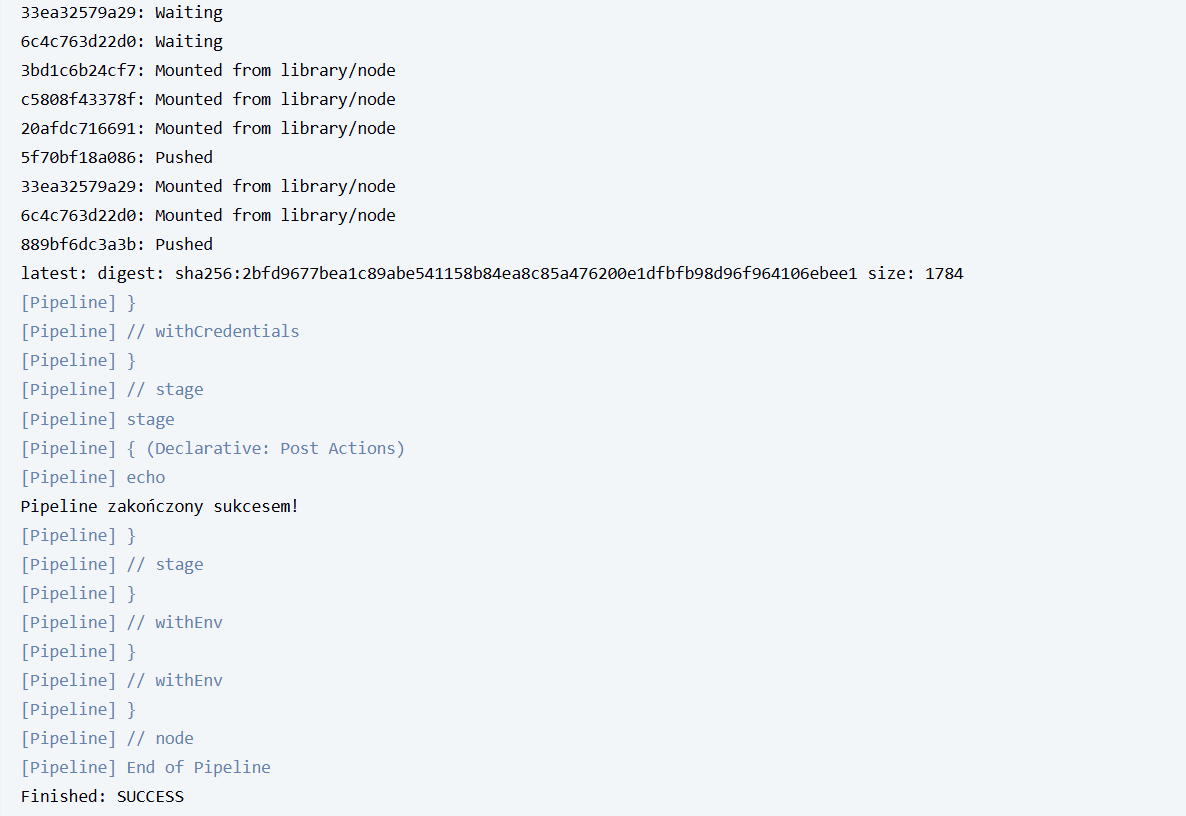 33ea32579a29: Waiting
6c4c763d22d0: Waiting
3bd1c6b24cf7: Mounted from library/node
c5808f43378f: Mounted from library/node
20afdc716691: Mounted from library/node
5f70bf18a086: Pushed
33ea32579a29: Mounted from library/node
6c4c763d22d0: Mounted from library/node
889bf6dc3a3b: Pushed
latest: digest: sha256:2bfd9677bea1c89abe541158b84ea8c85a476200e1dfbfb98d96f964106ebee1 size: 1784
[Pipeline] }
[Pipeline] // withCredentials
[Pipeline] }
[Pipeline] // stage
[Pipeline] stage
[Pipeline] { (Declarative: Post Actions)
[Pipeline] echo
Pipeline zakończony sukcesem!
[Pipeline] }
[Pipeline] // stage
[Pipeline] }
[Pipeline] // withEnv
[Pipeline] }
[Pipeline] // withEnv
[Pipeline] }
[Pipeline] // node
[Pipeline] End of Pipeline
Finished: SUCCESS